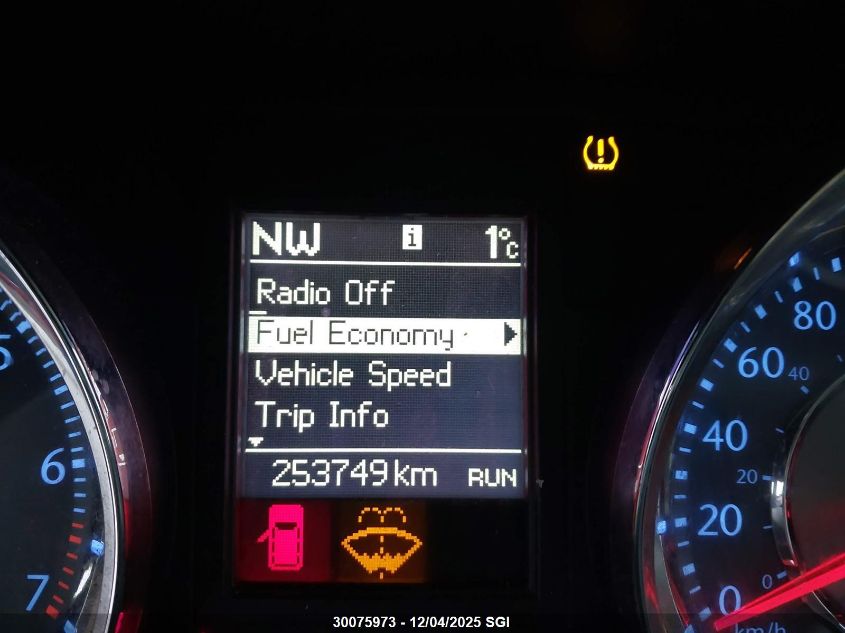 NW i 1°C
Radio Off
Fuel Economy
Vehicle Speed
Trip Info
253749 km RUN
5
6
7
80
60
40
40
20
20
0
0
km/h
30075973 - 12/04/2025 SGI